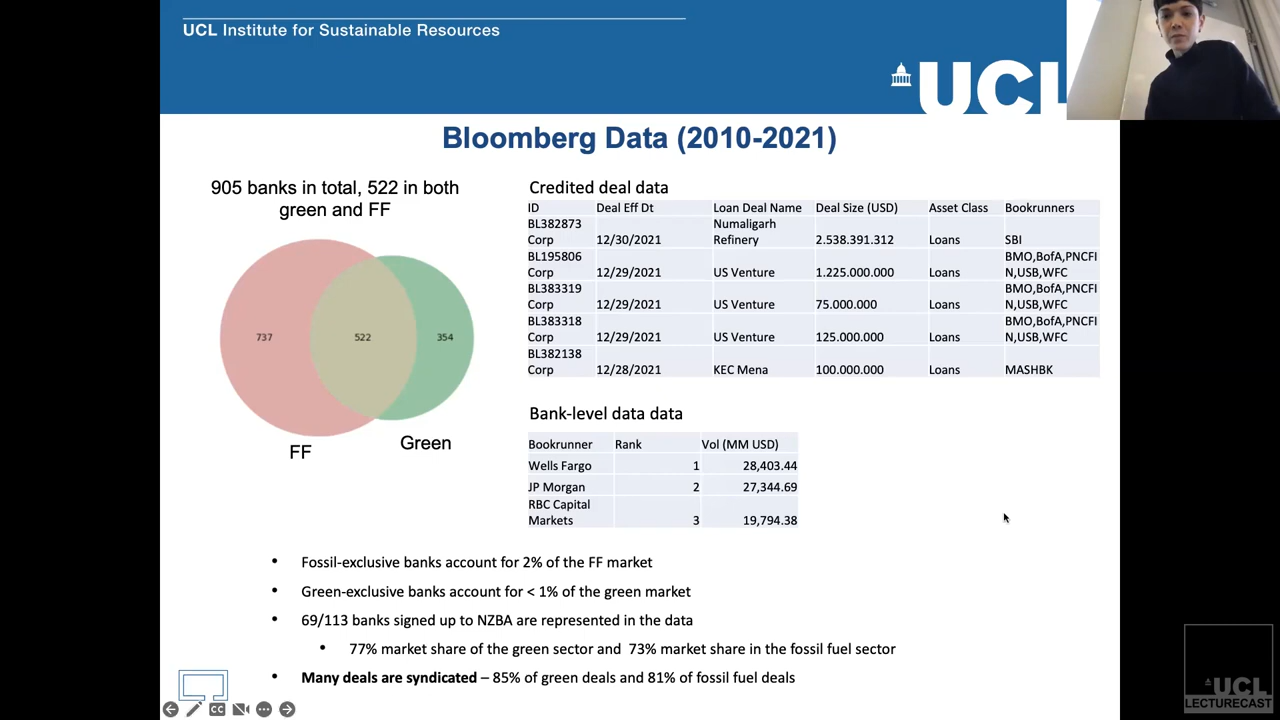 UCL Institute for Sustainable Resources
UCL
Bloomberg Data (2010-2021)
905 banks in total, 522 in both
green and FF
737
522
354
FF
Green
Credited deal data
ID Deal Eff Dt Loan Deal Name Deal Size (USD) Asset Class Bookrunners
BL382873 Numaligarh
Corp 12/30/2021 Refinery 2.538.391.312 Loans SBI
BL195806 BMO,BofA,PNCFI
Corp 12/29/2021 US Venture 1.225.000.000 Loans N,USB,WFC
BL383319 BMO,BofA,PNCFI
Corp 12/29/2021 US Venture 75.000.000 Loans N,USB,WFC
BL383318 BMO,BofA,PNCFI
Corp 12/29/2021 US Venture 125.000.000 Loans N,USB,WFC
BL382138
Corp 12/28/2021 KEC Mena 100.000.000 Loans MASHBK
Bank-level data data
Bookrunner Rank Vol (MM USD)
Wells Fargo 1 28,403.44
JP Morgan 2 27,344.69
RBC Capital
Markets 3 19,794.38
• Fossil-exclusive banks account for 2% of the FF market
• Green-exclusive banks account for < 1% of the green market
• 69/113 banks signed up to NZBA are represented in the data
• 77% market share of the green sector and 73% market share in the fossil fuel sector
• Many deals are syndicated – 85% of green deals and 81% of fossil fuel deals
CC
UCL
LECTURECAST